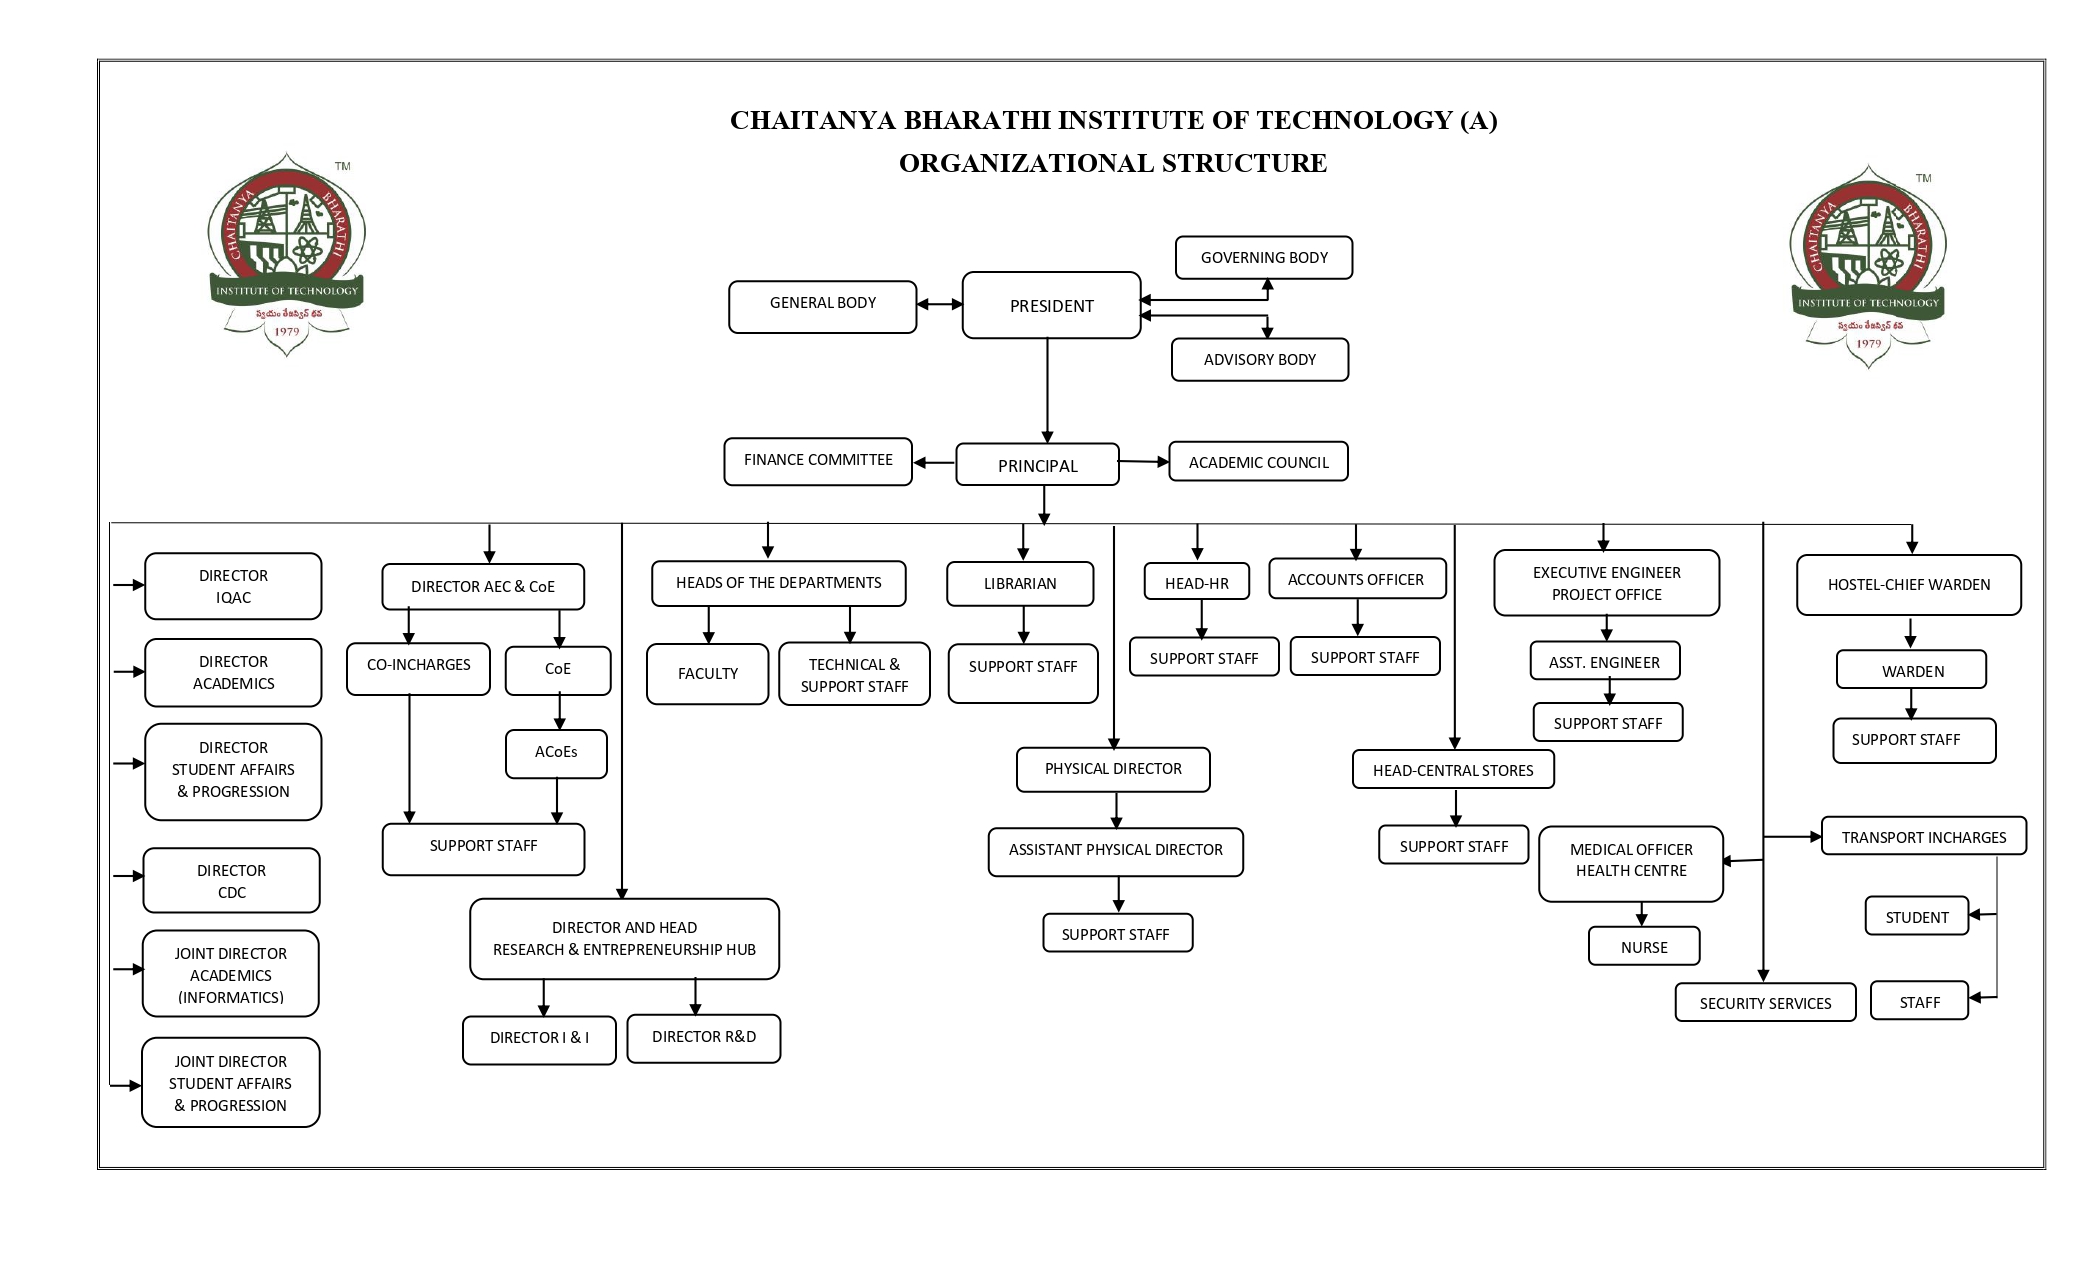 CHAITANYA BHARATHI INSTITUTE OF TECHNOLOGY (A)
ORGANIZATIONAL STRUCTURE
TM
CHAITANYA BHARATHI
INSTITUTE OF TECHNOLOGY
స్వయం తేజస్విన్ భవ
1979
TM
CHAITANYA BHARATHI
INSTITUTE OF TECHNOLOGY
స్వయం తేజస్విన్ భవ
1979
GOVERNING BODY
GENERAL BODY
PRESIDENT
ADVISORY BODY
FINANCE COMMITTEE
PRINCIPAL
ACADEMIC COUNCIL
DIRECTOR
IQAC
DIRECTOR
ACADEMICS
DIRECTOR
STUDENT AFFAIRS
& PROGRESSION
DIRECTOR
CDC
JOINT DIRECTOR
ACADEMICS
(INFORMATICS)
JOINT DIRECTOR
STUDENT AFFAIRS
& PROGRESSION
DIRECTOR AEC & CoE
CO-INCHARGES
CoE
ACoEs
SUPPORT STAFF
DIRECTOR AND HEAD
RESEARCH & ENTREPRENEURSHIP HUB
DIRECTOR I & I
DIRECTOR R&D
HEADS OF THE DEPARTMENTS
FACULTY
TECHNICAL &
SUPPORT STAFF
LIBRARIAN
SUPPORT STAFF
PHYSICAL DIRECTOR
ASSISTANT PHYSICAL DIRECTOR
SUPPORT STAFF
HEAD-HR
SUPPORT STAFF
ACCOUNTS OFFICER
SUPPORT STAFF
HEAD-CENTRAL STORES
SUPPORT STAFF
EXECUTIVE ENGINEER
PROJECT OFFICE
ASST. ENGINEER
SUPPORT STAFF
MEDICAL OFFICER
HEALTH CENTRE
NURSE
SECURITY SERVICES
HOSTEL-CHIEF WARDEN
WARDEN
SUPPORT STAFF
TRANSPORT INCHARGES
STUDENT
STAFF